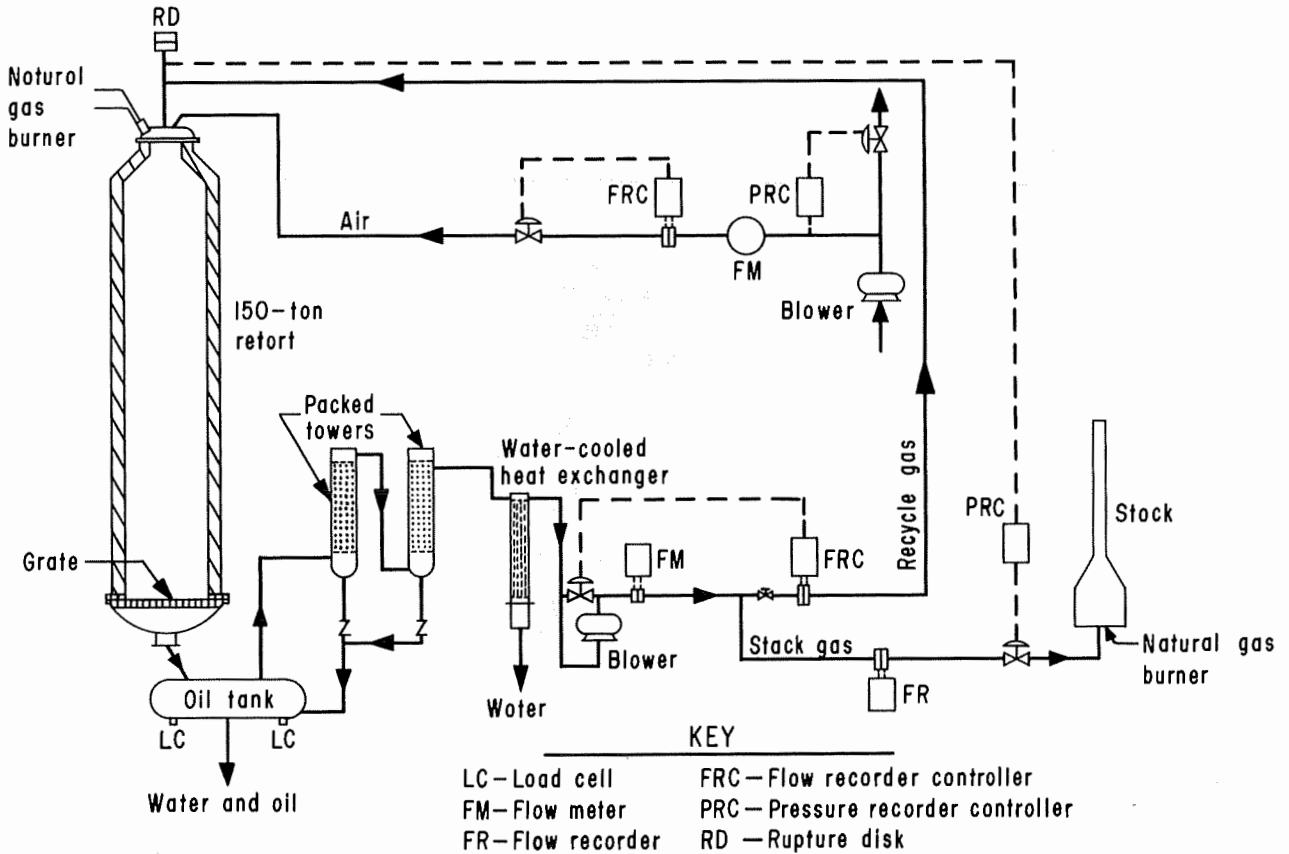 RD
Noturol
gas
burner
FRC
PRC
Air
FM
Blower
150-ton
retort
Packed
towers
Water-cooled
heat exchanger
Recycle gas
PRC
Stock
Grate
FM
FRC
Blower
Stack gas
Natural gas
burner
FR
Oil tank
Woter
LC
LC
Water and oil
KEY
LC-Load cell
FRC-Flow recorder controller
FM-Flow meter
PRC-Pressure recorder controller
FR-Flow recorder
RD -Rupture disk